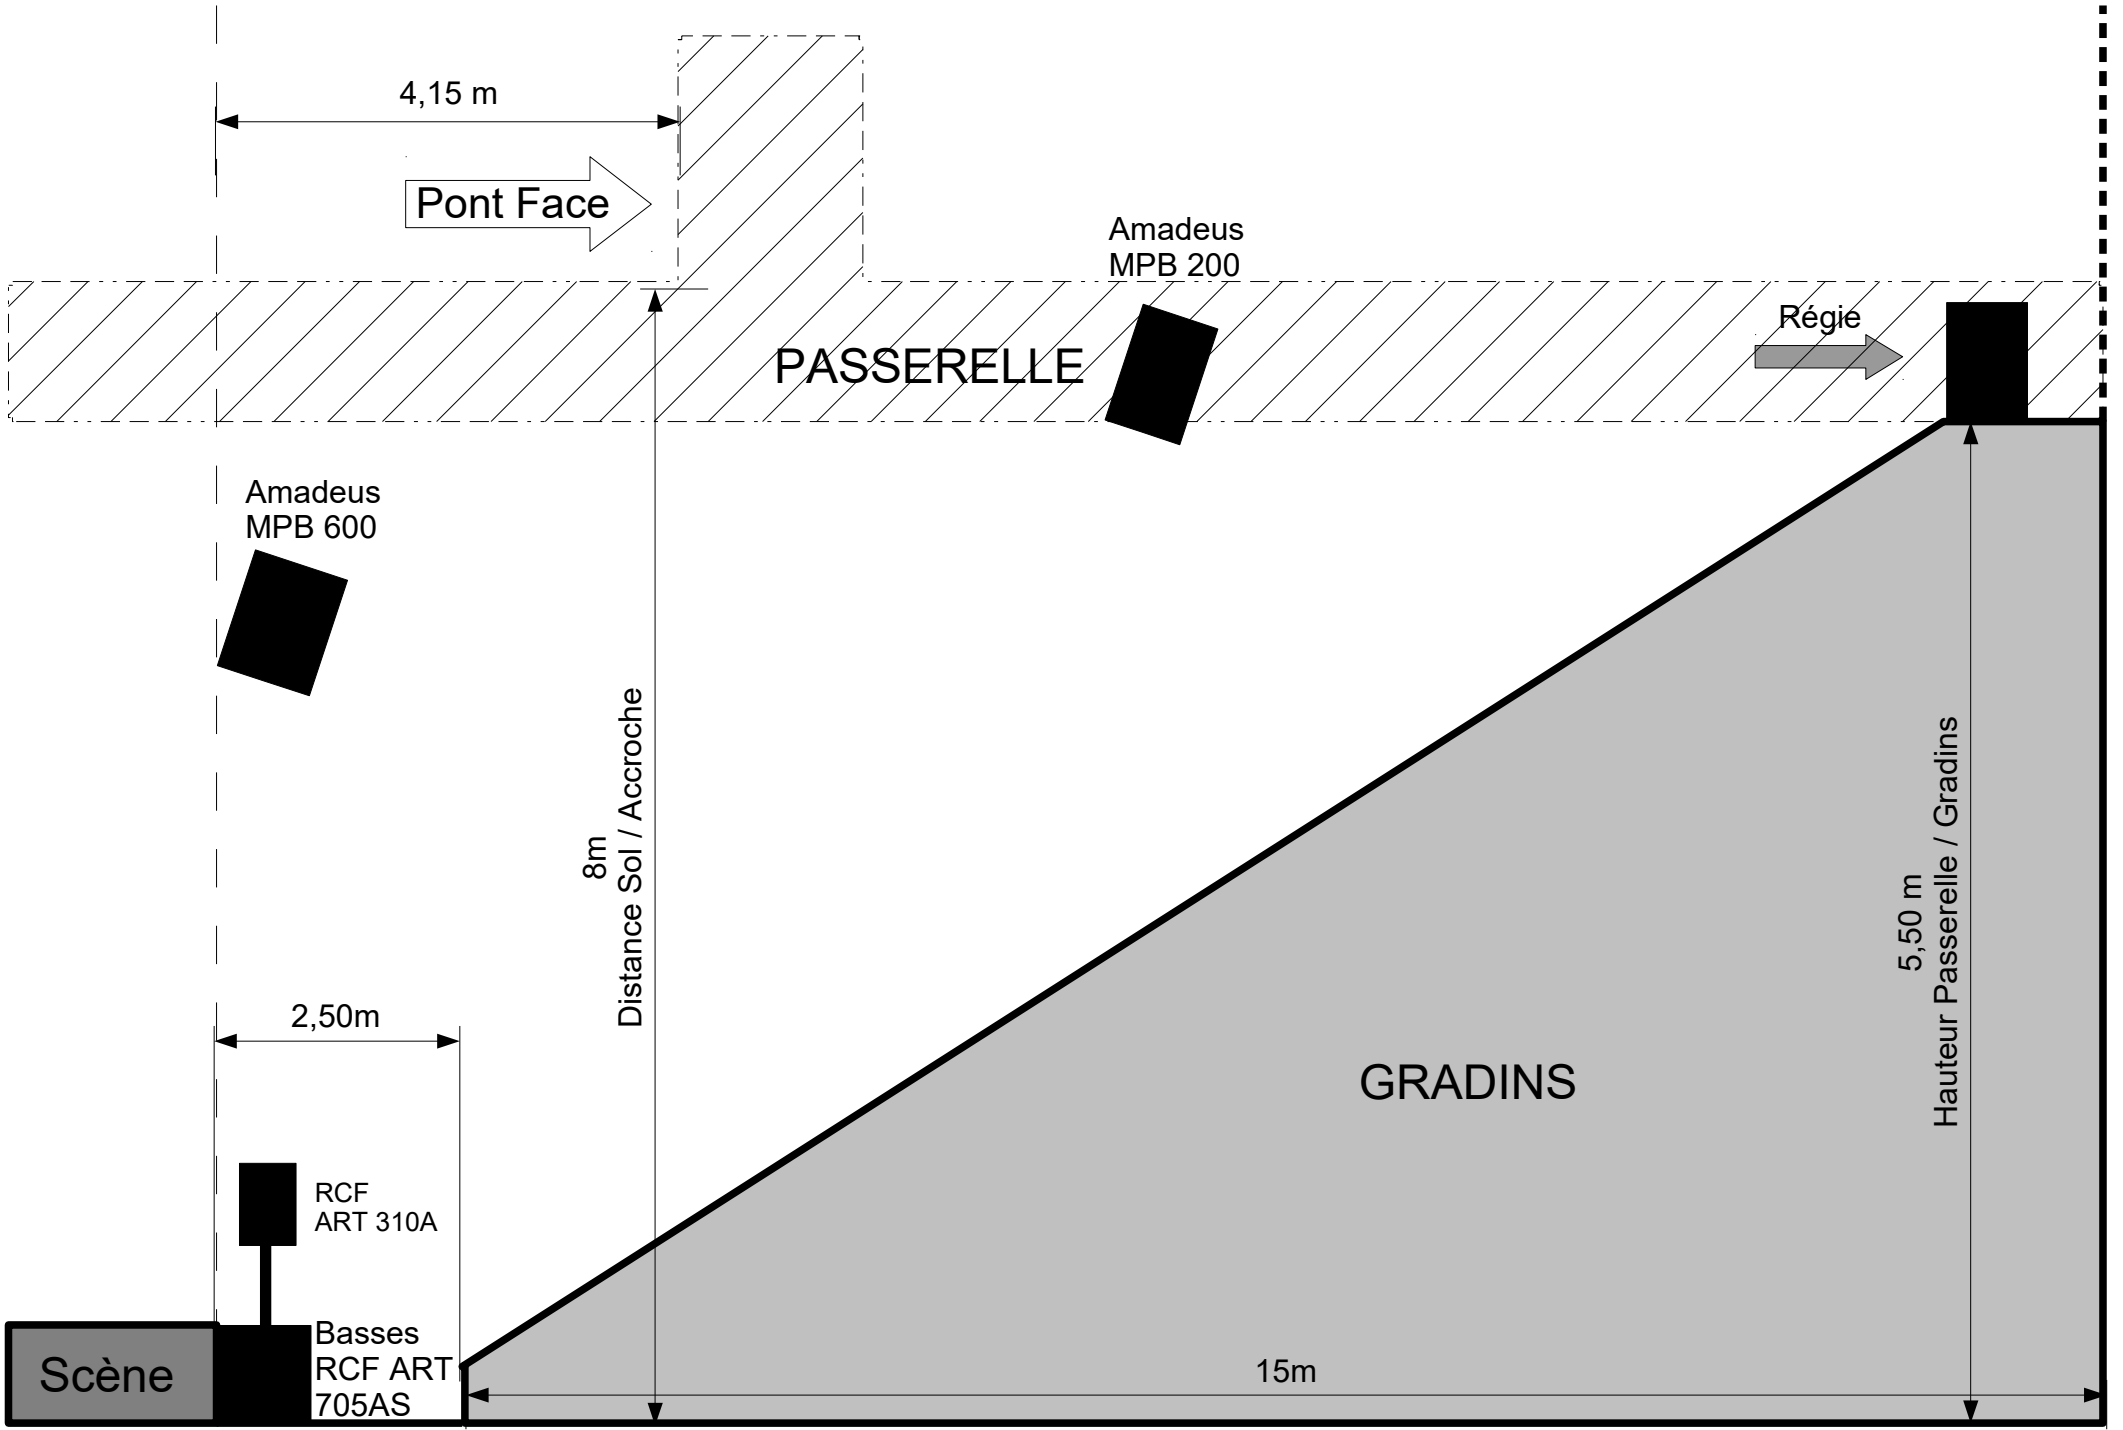 4,15 m
Pont Face
Amadeus
MPB 200
Régie
PASSERELLE
Amadeus
MPB 600
8m
Distance Sol / Accroche
5,50 m
Hauteur Passerelle / Gradins
2,50m
GRADINS
RCF
ART 310A
Basses
RCF ART
705AS
Scène
15m